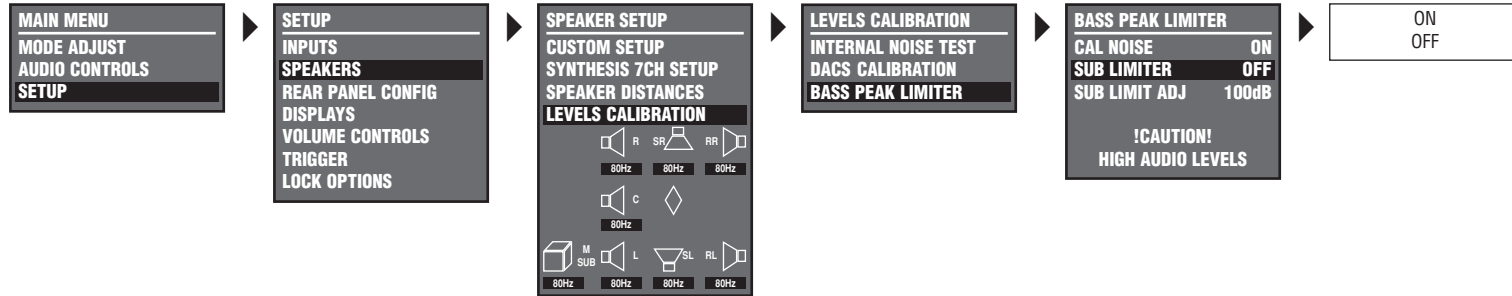 MAIN MENU
MODE ADJUST
AUDIO CONTROLS
SETUP
SETUP
INPUTS
SPEAKERS
REAR PANEL CONFIG
DISPLAYS
VOLUME CONTROLS
TRIGGER
LOCK OPTIONS
SPEAKER SETUP
CUSTOM SETUP
SYNTHESIS 7CH SETUP
SPEAKER DISTANCES
LEVELS CALIBRATION
R SR RR
80Hz 80Hz 80Hz
C
80Hz
M
SUB L SL RL
80Hz 80Hz 80Hz 80Hz
LEVELS CALIBRATION
INTERNAL NOISE TEST
DACS CALIBRATION
BASS PEAK LIMITER
BASS PEAK LIMITER
CAL NOISE ON
SUB LIMITER OFF
SUB LIMIT ADJ 100dB
!CAUTION!
HIGH AUDIO LEVELS
ON
OFF